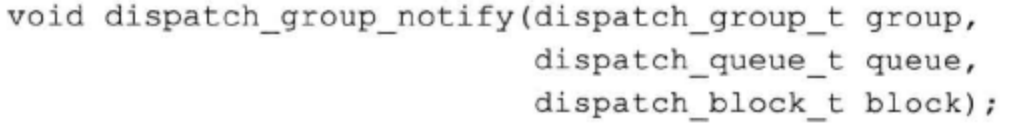 void dispatch_group_notify(dispatch_group_t group,
                           dispatch_queue_t queue,
                           dispatch_block_t block);